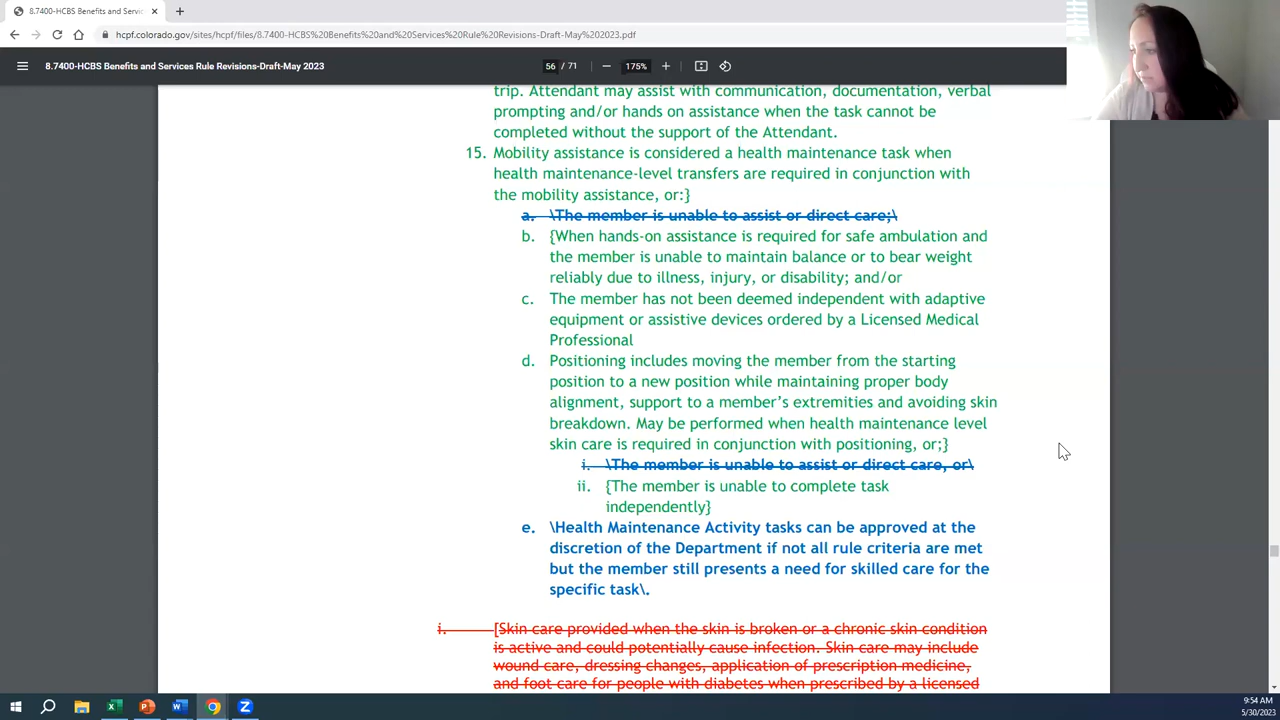 8.7400-HCBS Benefits and Servic
hcpf.colorado.gov/sites/hcpf/files/8.7400-HCBS%20Benefits%20and%20Services%20Rule%20Revisions-Draft-May%202023.pdf
8.7400-HCBS Benefits and Services Rule Revisions-Draft-May 2023
56 / 71
175%
trip. Attendant may assist with communication, documentation, verbal
prompting and/or hands on assistance when the task cannot be
completed without the support of the Attendant.
15. Mobility assistance is considered a health maintenance task when
health maintenance-level transfers are required in conjunction with
the mobility assistance, or:}
a. \The member is unable to assist or direct care;\
b. {When hands-on assistance is required for safe ambulation and
the member is unable to maintain balance or to bear weight
reliably due to illness, injury, or disability; and/or
c. The member has not been deemed independent with adaptive
equipment or assistive devices ordered by a Licensed Medical
Professional
d. Positioning includes moving the member from the starting
position to a new position while maintaining proper body
alignment, support to a member's extremities and avoiding skin
breakdown. May be performed when health maintenance level
skin care is required in conjunction with positioning, or;}
i. \The member is unable to assist or direct care, or\
ii. {The member is unable to complete task
independently}
e. \Health Maintenance Activity tasks can be approved at the
discretion of the Department if not all rule criteria are met
but the member still presents a need for skilled care for the
specific task\.
i. [Skin care provided when the skin is broken or a chronic skin condition
is active and could potentially cause infection. Skin care may include
wound care, dressing changes, application of prescription medicine,
and foot care for people with diabetes when prescribed by a licensed
9:54 AM
5/30/2023